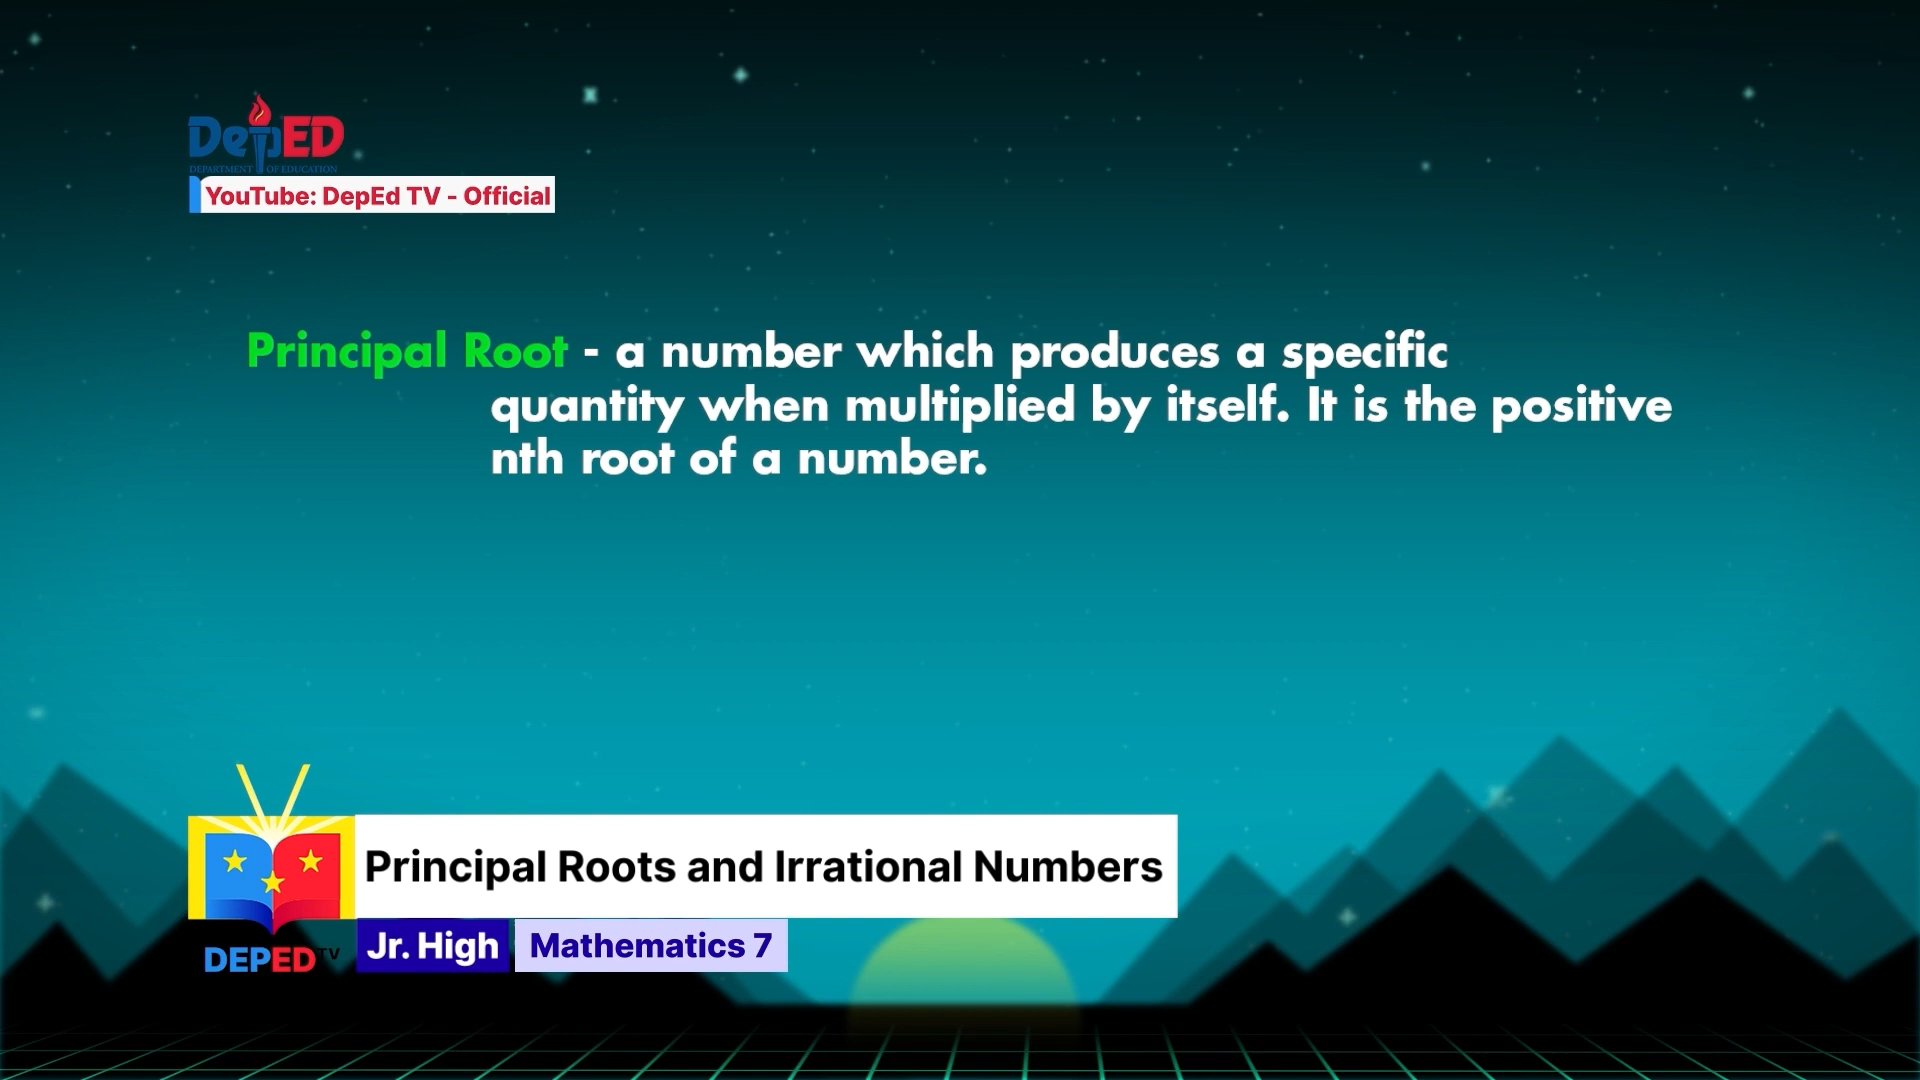 DepED
DEPARTMENT OF EDUCATION
YouTube: DepEd TV - Official
Principal Root - a number which produces a specific
quantity when multiplied by itself. It is the positive
nth root of a number.
Principal Roots and Irrational Numbers
DEPED TV
Jr. High Mathematics 7